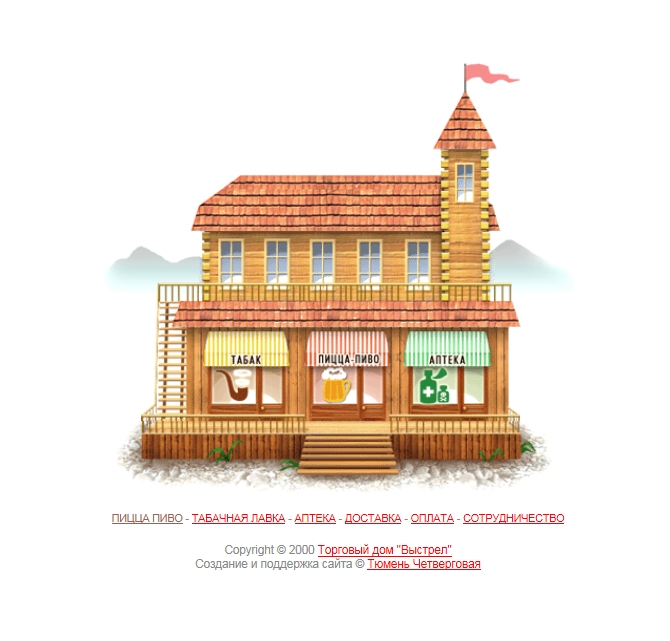 ТАБАК
ПИЦЦА-ПИВО
АПТЕКА
ПИЦЦА ПИВО - ТАБАЧНАЯ ЛАВКА - АПТЕКА - ДОСТАВКА - ОПЛАТА - СОТРУДНИЧЕСТВО
Copyright © 2000 Торговый дом "Выстрел"
Создание и поддержка сайта © Тюмень Четверговая